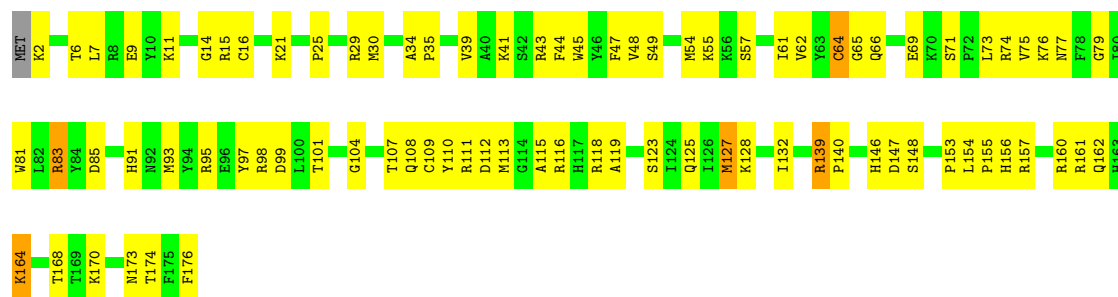 MET K2 T6 L7 R8 E9 Y10 K11 G14 R15 C16 K21 P25 R29 M30 A34 P35 V39 A40 K41 S42 R43 F44 W45 Y46 F47 V48 S49 M54 K55 K56 S57 I61 V62 Y63 C64 G65 Q66 E69 K70 S71 P72 L73 R74 V75 K76 N77 F78 G79 I80
W81 L82 R83 Y84 D85 H91 N92 M93 Y94 R95 E96 Y97 R98 D99 L100 T101 G104 T107 Q108 C109 Y110 R111 D112 M113 G114 A115 R116 H117 R118 A119 S123 I124 Q125 I126 M127 K128 I132 R139 P140 H146 D147 S148 P153 L154 P155 H156 R157 R160 R161 Q162 H163
K164 T168 T169 K170 N173 T174 F175 F176